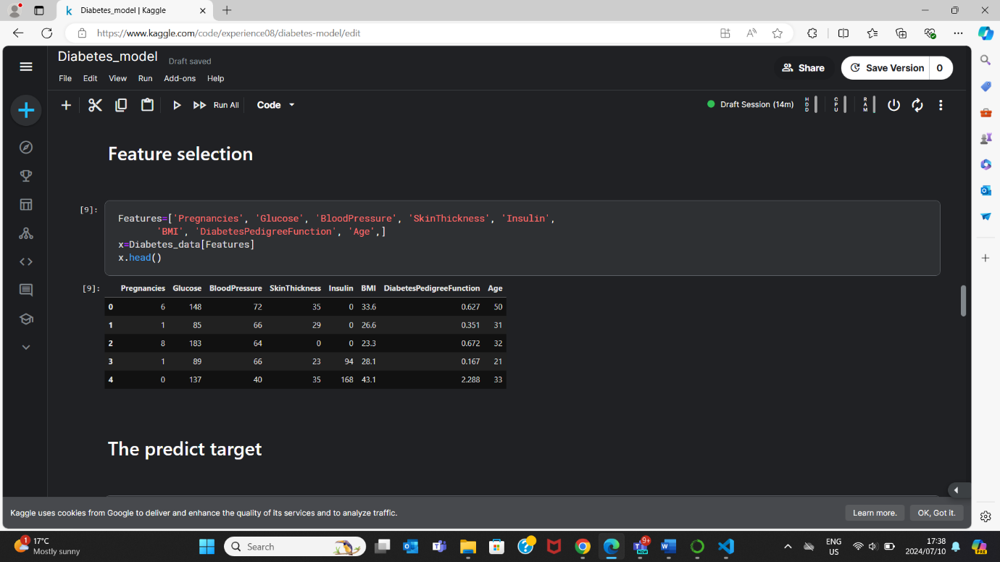 Diabetes_model | Kaggle
https://www.kaggle.com/code/experience08/diabetes-model/edit
Diabetes_model Draft saved
File Edit View Run Add-ons Help
Share
Save Version 0
Run All Code
Draft Session (14m) HDD CPU RAM
Feature selection
[9]:
Features=['Pregnancies', 'Glucose', 'BloodPressure', 'SkinThickness', 'Insulin',
'BMI', 'DiabetesPedigreeFunction', 'Age',]
x=Diabetes_data[Features]
x.head()
[9]:
Pregnancies Glucose BloodPressure SkinThickness Insulin BMI DiabetesPedigreeFunction Age
0 6 148 72 35 0 33.6 0.627 50
1 1 85 66 29 0 26.6 0.351 31
2 8 183 64 0 0 23.3 0.672 32
3 1 89 66 23 94 28.1 0.167 21
4 0 137 40 35 168 43.1 2.288 33
The predict target
Kaggle uses cookies from Google to deliver and enhance the quality of its services and to analyze traffic.
Learn more. OK, Got it.
1
17°C
Mostly sunny
Search
9+
NEW
ENG
US
17:38
2024/07/10
PRE